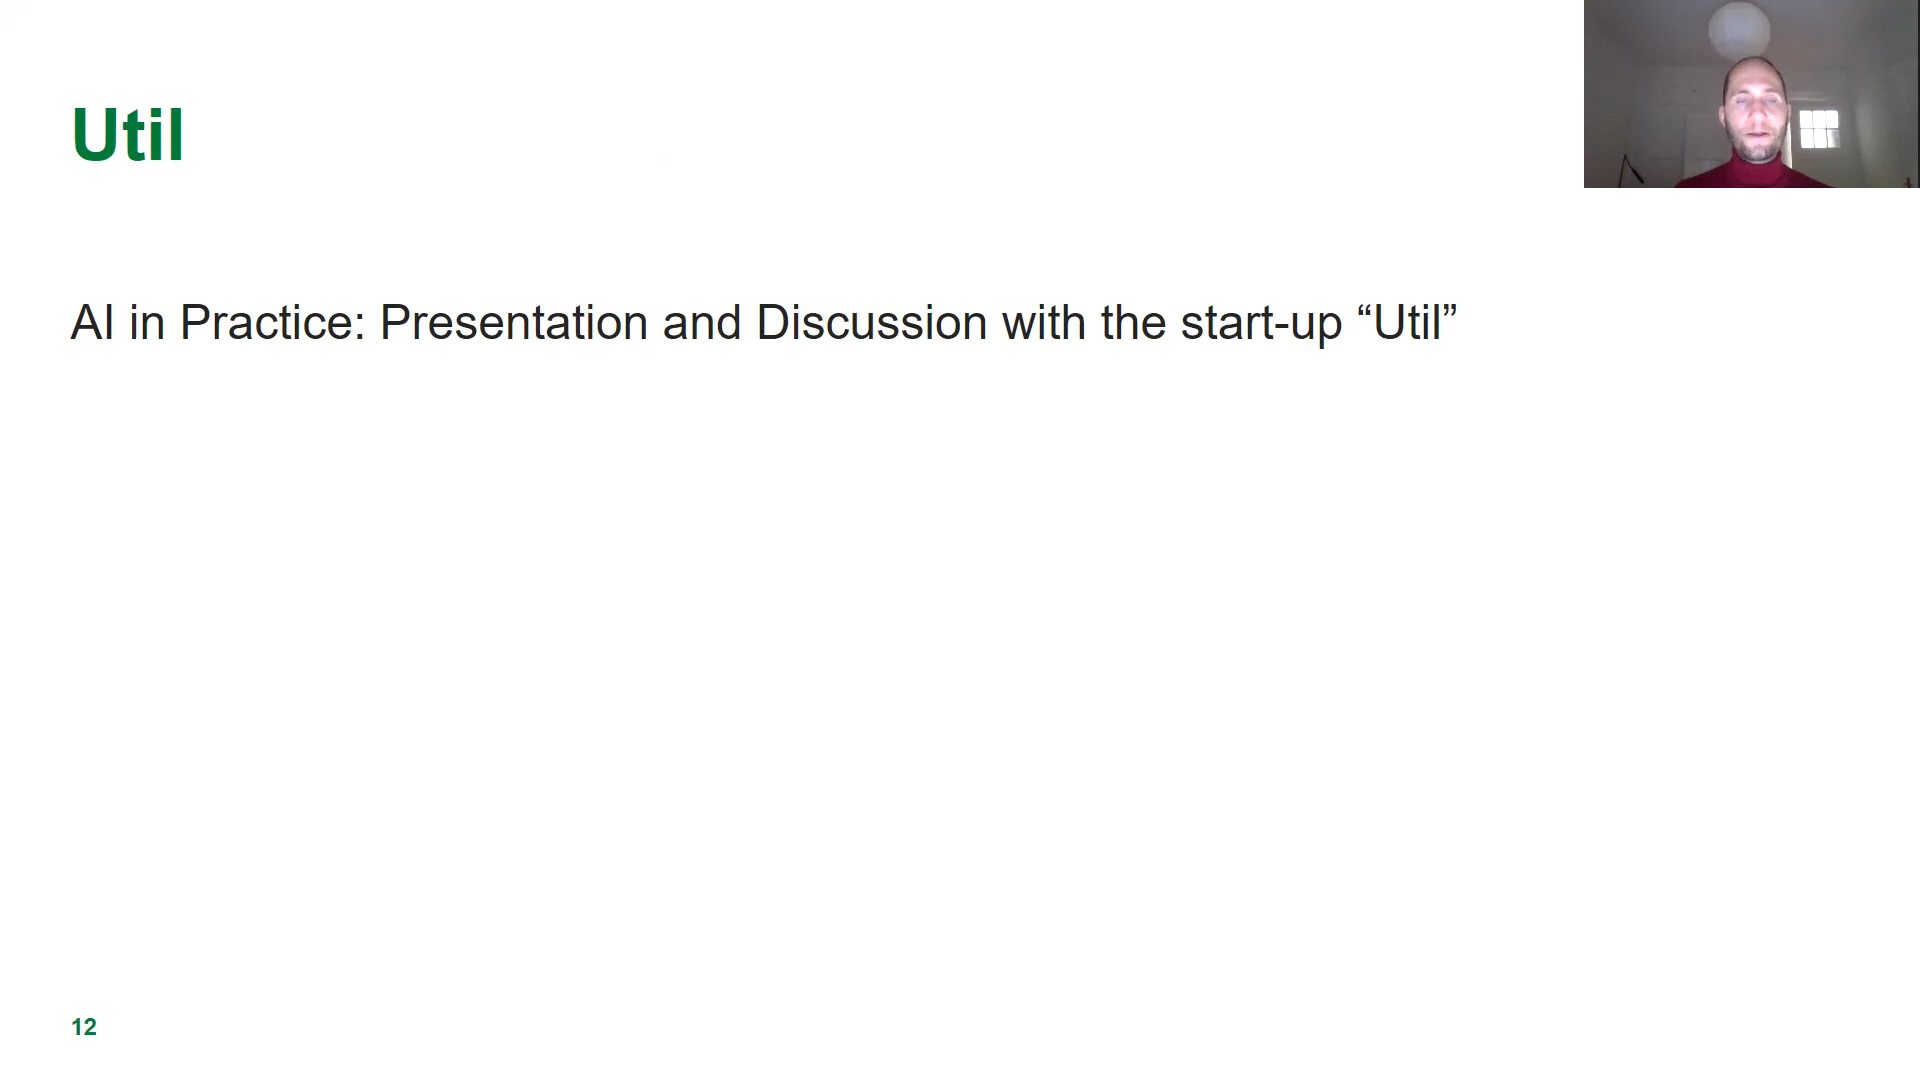 Util
AI in Practice: Presentation and Discussion with the start-up “Util”
12